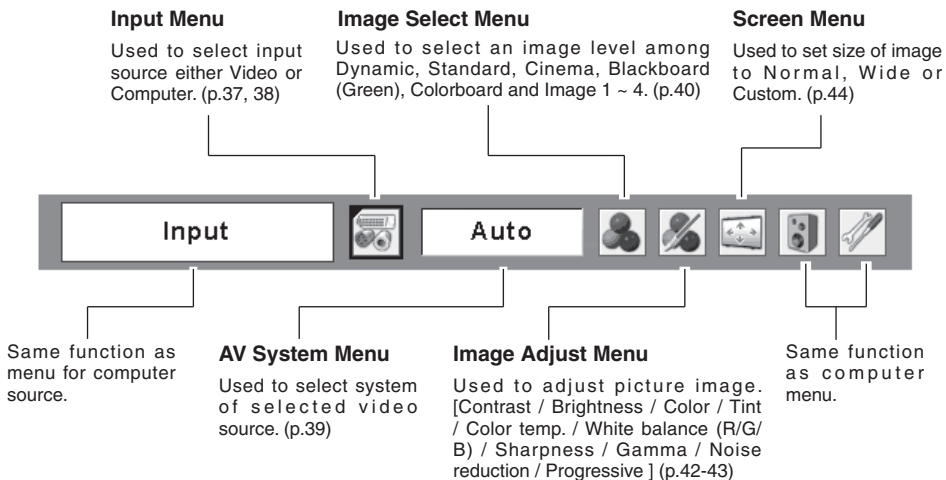 Input Menu
Used to select input
source either Video or
Computer. (p.37, 38)
Image Select Menu
Used to select an image level among
Dynamic, Standard, Cinema, Blackboard
(Green), Colorboard and Image 1 ~ 4. (p.40)
Screen Menu
Used to set size of image
to Normal, Wide or
Custom. (p.44)
Input
Auto
Same function as
menu for computer
source.
AV System Menu
Used to select system
of selected video
source. (p.39)
Image Adjust Menu
Used to adjust picture image.
[Contrast / Brightness / Color / Tint
/ Color temp. / White balance (R/G/
B) / Sharpness / Gamma / Noise
reduction / Progressive ] (p.42-43)
Same function
as computer
menu.